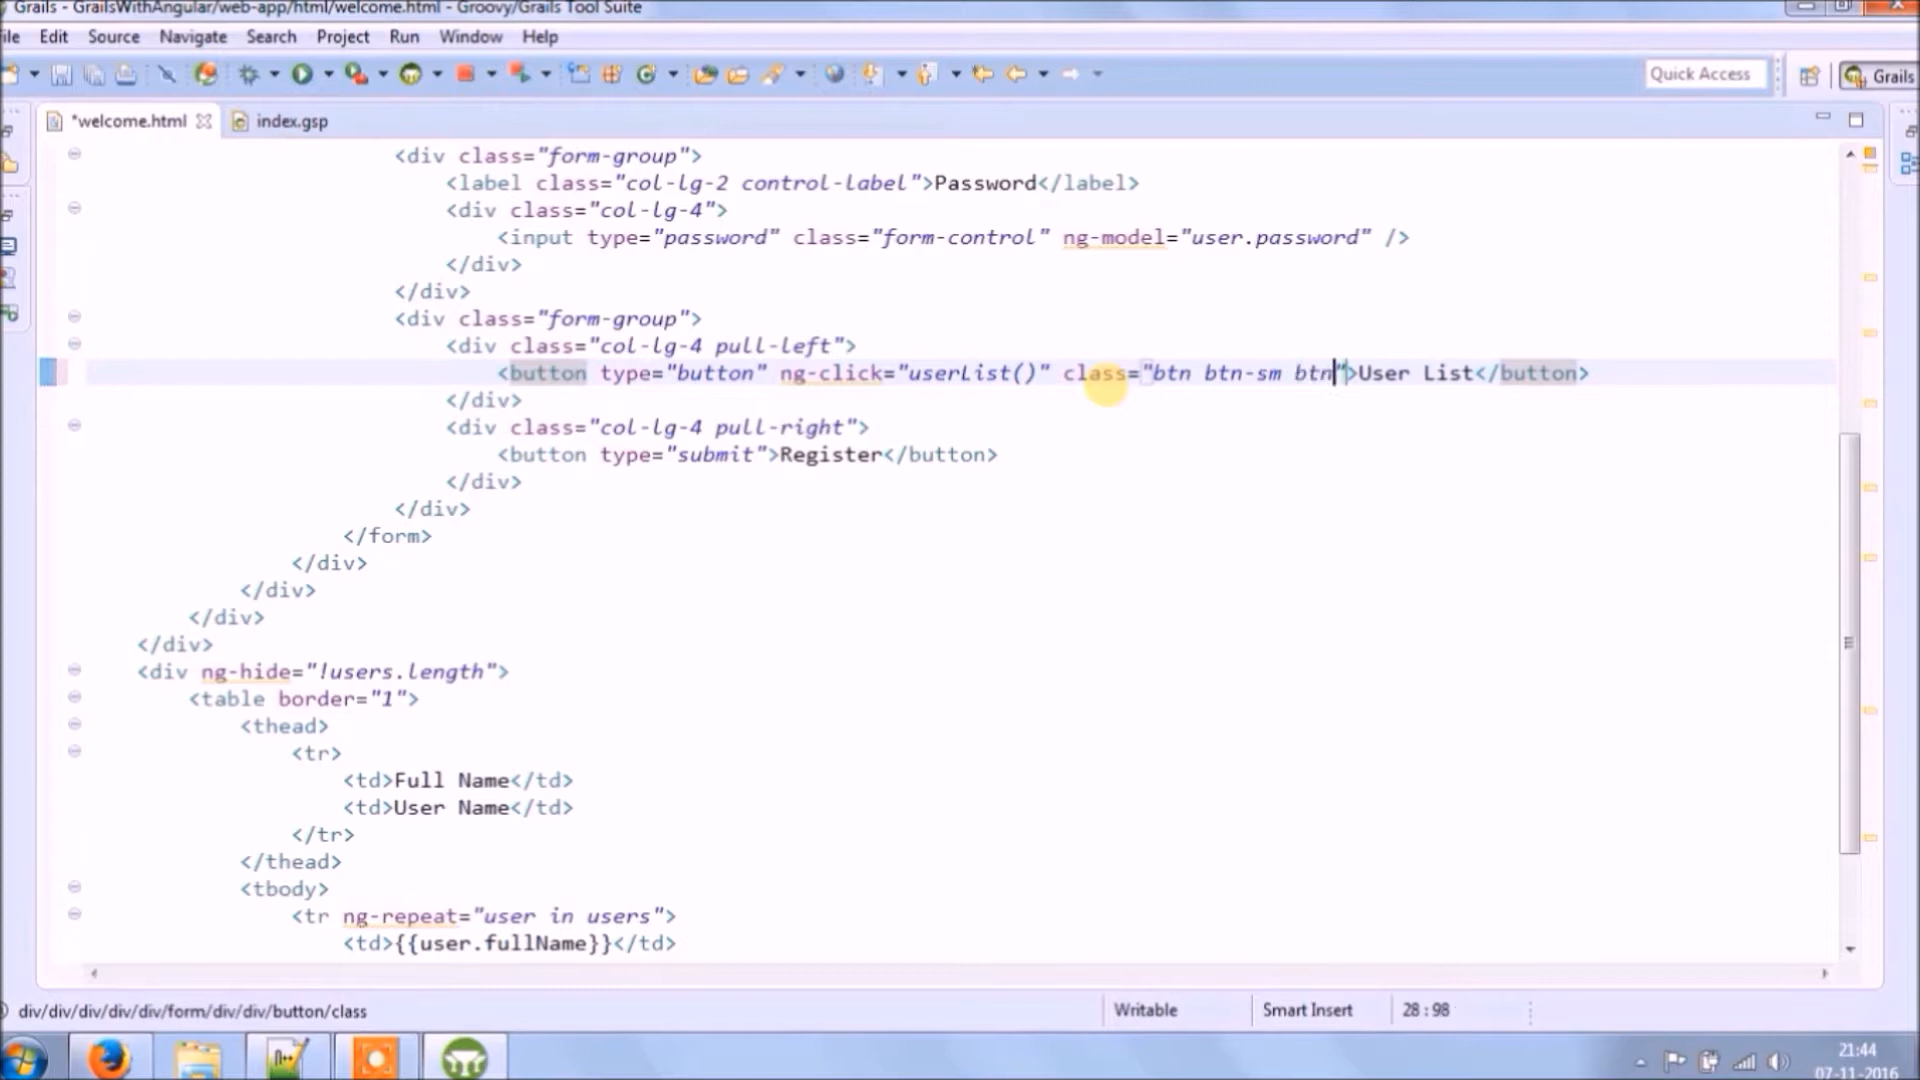 Grails - GrailsWithAngular/web-app/html/welcome.html - Groovy/Grails Tool Suite
ile Edit Source Navigate Search Project Run Window Help
Quick Access
Grails
*welcome.html
index.gsp
<div class="form-group">
<label class="col-lg-2 control-label">Password</label>
<div class="col-lg-4">
<input type="password" class="form-control" ng-model="user.password" />
</div>
</div>
<div class="form-group">
<div class="col-lg-4 pull-left">
<button type="button" ng-click="userList()" class="btn btn-sm btn">User List</button>
</div>
<div class="col-lg-4 pull-right">
<button type="submit">Register</button>
</div>
</div>
</form>
</div>
</div>
</div>
</div>
<div ng-hide="!users.length">
<table border="1">
<thead>
<tr>
<td>Full Name</td>
<td>User Name</td>
</tr>
</thead>
<tbody>
<tr ng-repeat="user in users">
<td>{{user.fullName}}</td>
div/div/div/div/div/form/div/div/button/class
Writable
Smart Insert
28 : 98
21:44
07-11-2016